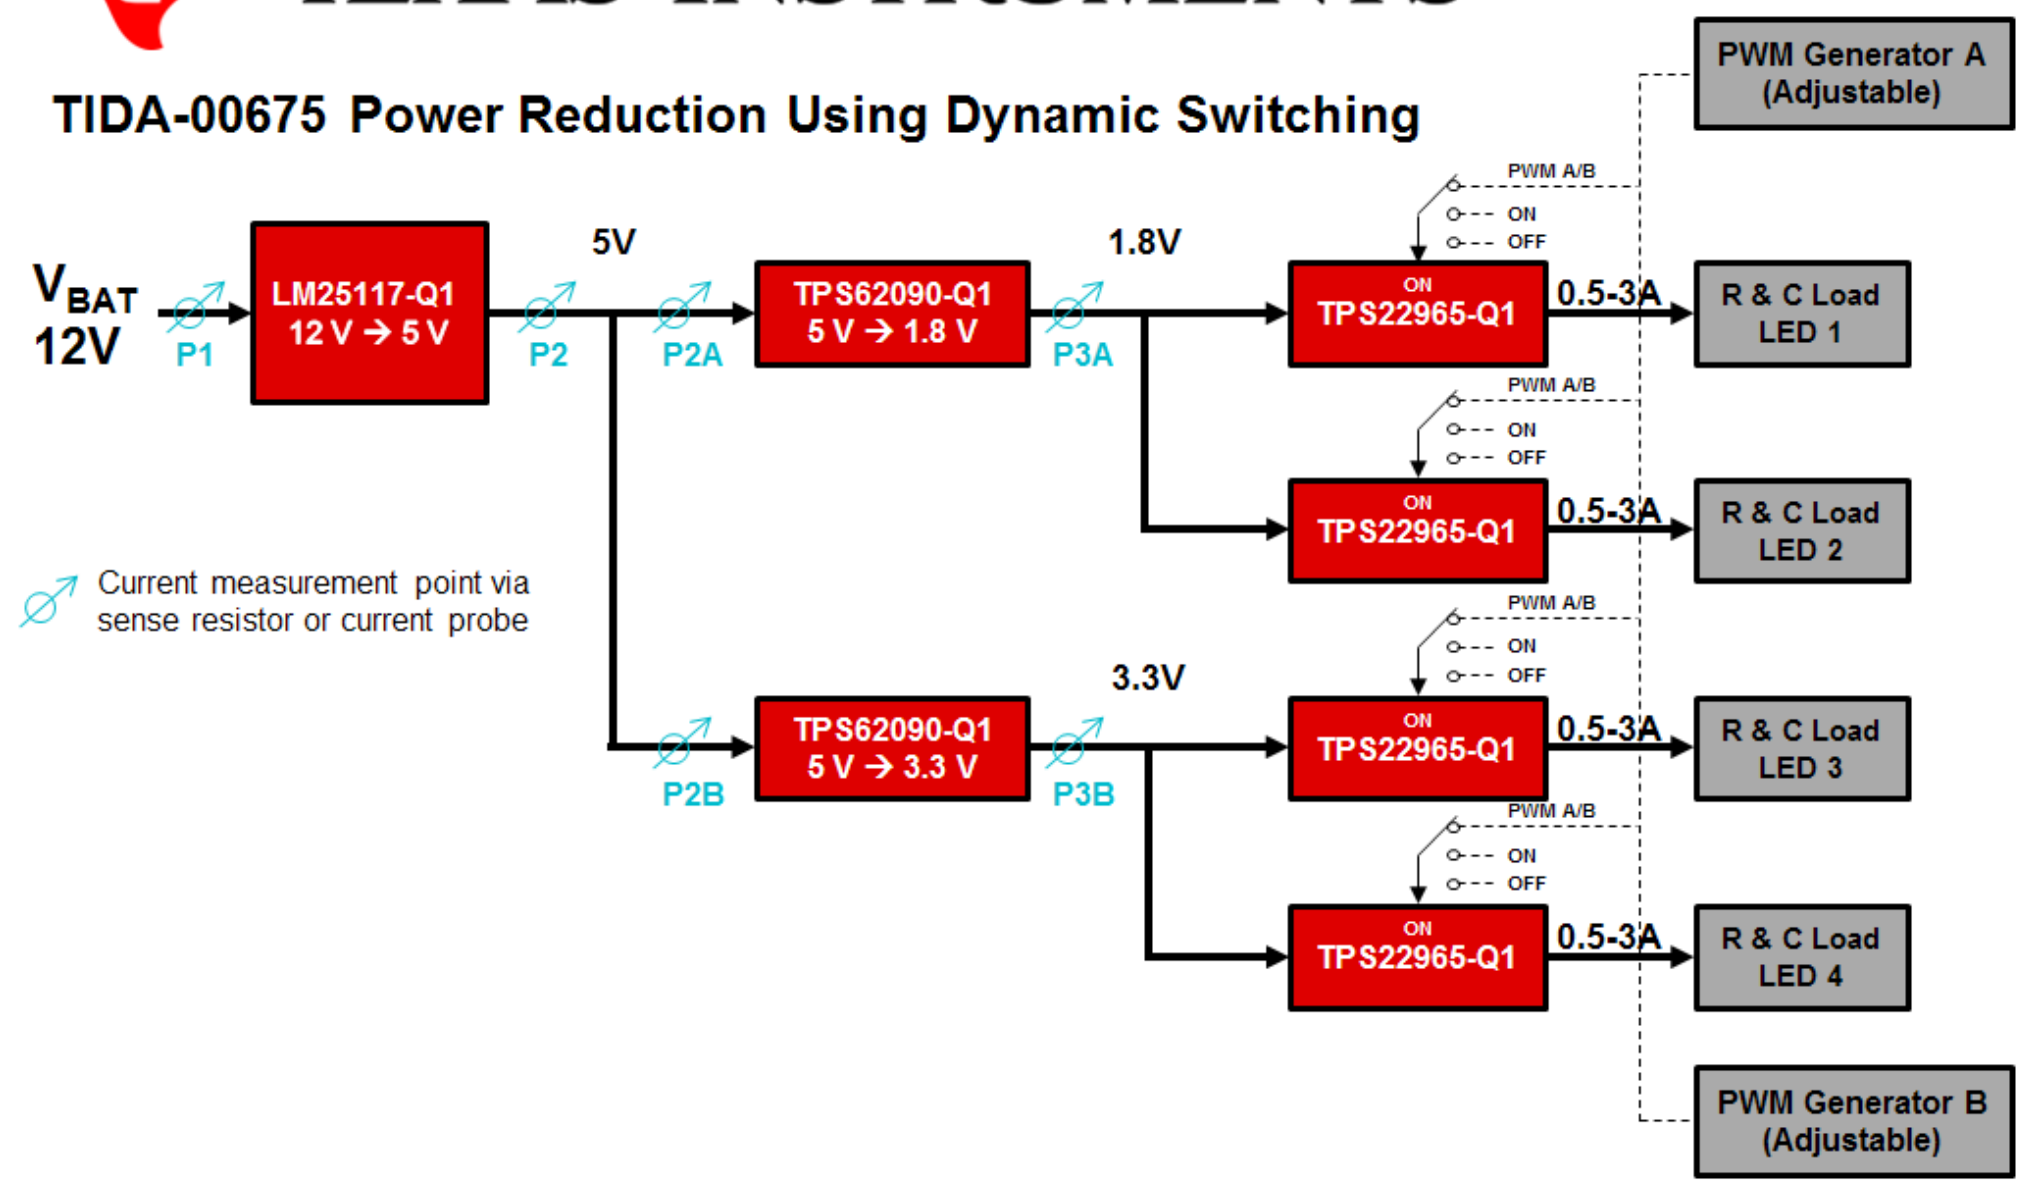 TEXAS INSTRUMENTS
TIDA-00675 Power Reduction Using Dynamic Switching
PWM Generator A
(Adjustable)
VBAT
12V
P1
LM25117-Q1
12 V → 5 V
P2
5V
P2A
TPS62090-Q1
5 V → 1.8 V
P3A
1.8V
PWM A/B
ON
OFF
ON
TPS22965-Q1
0.5-3A
R & C Load
LED 1
PWM A/B
ON
OFF
ON
TPS22965-Q1
0.5-3A
R & C Load
LED 2
Current measurement point via
sense resistor or current probe
P2B
TPS62090-Q1
5 V → 3.3 V
P3B
3.3V
PWM A/B
ON
OFF
ON
TPS22965-Q1
0.5-3A
R & C Load
LED 3
PWM A/B
ON
OFF
ON
TPS22965-Q1
0.5-3A
R & C Load
LED 4
PWM Generator B
(Adjustable)